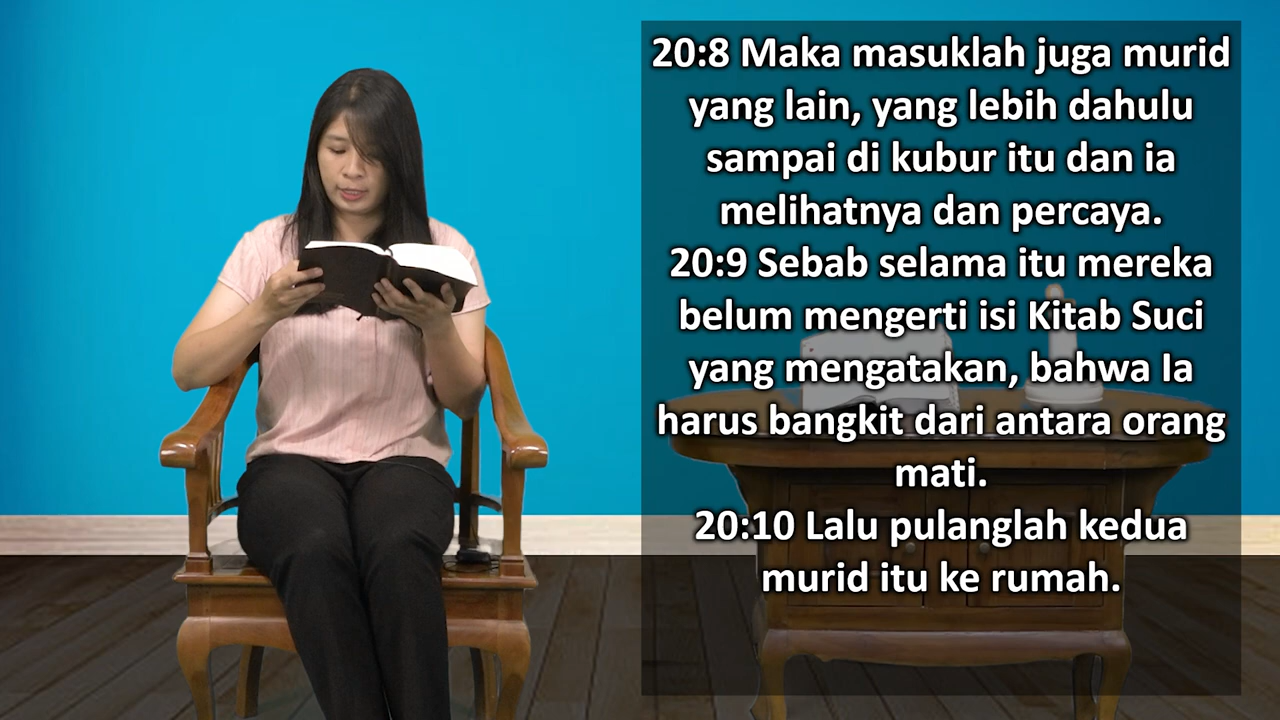 20:8 Maka masuklah juga murid
yang lain, yang lebih dahulu
sampai di kubur itu dan ia
melihatnya dan percaya.
20:9 Sebab selama itu mereka
belum mengerti isi Kitab Suci
yang mengatakan, bahwa Ia
harus bangkit dari antara orang
mati.
20:10 Lalu pulanglah kedua
murid itu ke rumah.